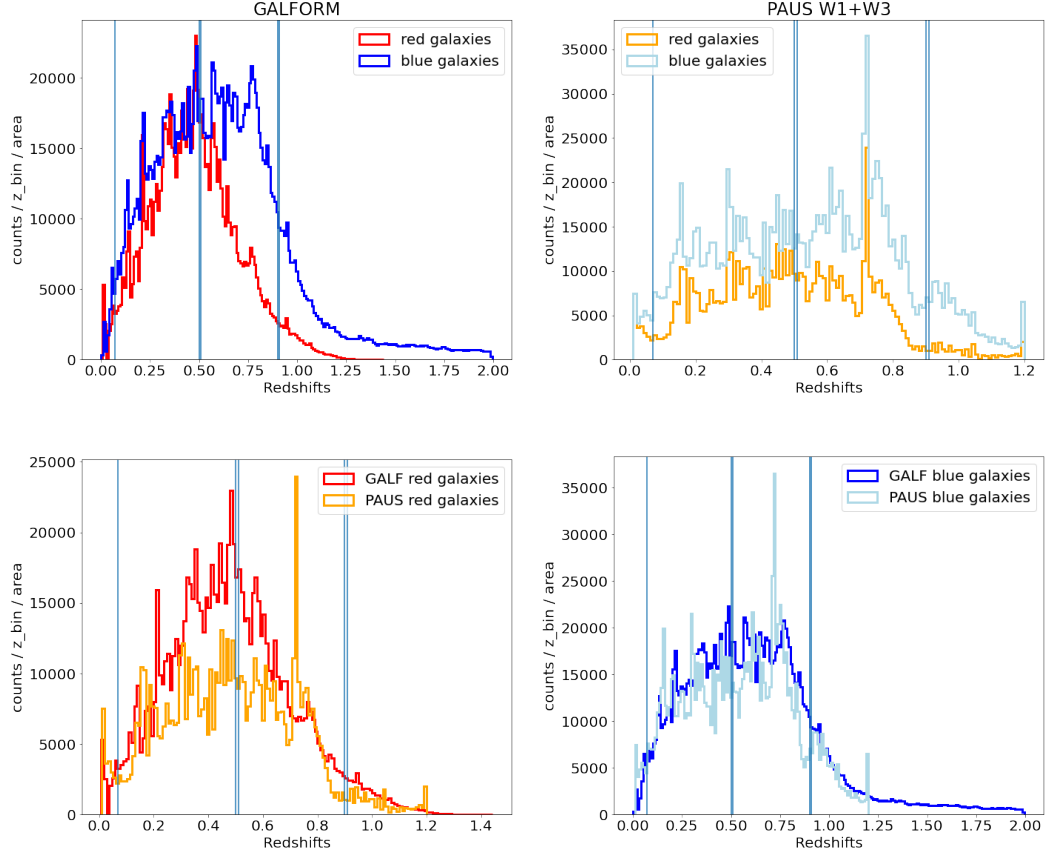 GALFORM
red galaxies
blue galaxies
counts / z_bin / area
20000
15000
10000
5000
0
0.00 0.25 0.50 0.75 1.00 1.25 1.50 1.75 2.00
Redshifts
PAUS W1+W3
red galaxies
blue galaxies
counts / z_bin / area
35000
30000
25000
20000
15000
10000
5000
0
0.0 0.2 0.4 0.6 0.8 1.0 1.2
Redshifts
GALF red galaxies
PAUS red galaxies
counts / z_bin / area
25000
20000
15000
10000
5000
0
0.0 0.2 0.4 0.6 0.8 1.0 1.2 1.4
Redshifts
GALF blue galaxies
PAUS blue galaxies
counts / z_bin / area
35000
30000
25000
20000
15000
10000
5000
0
0.00 0.25 0.50 0.75 1.00 1.25 1.50 1.75 2.00
Redshifts